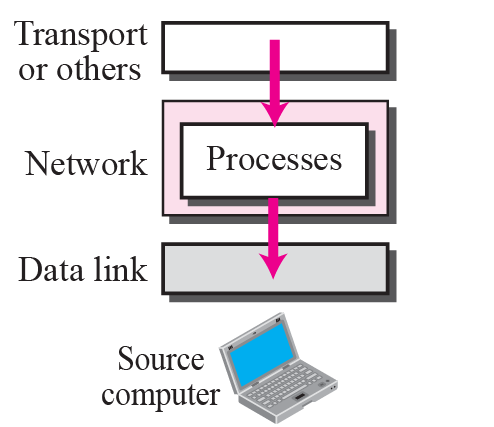 Transport
or others
Network
Processes
Data link
Source
computer